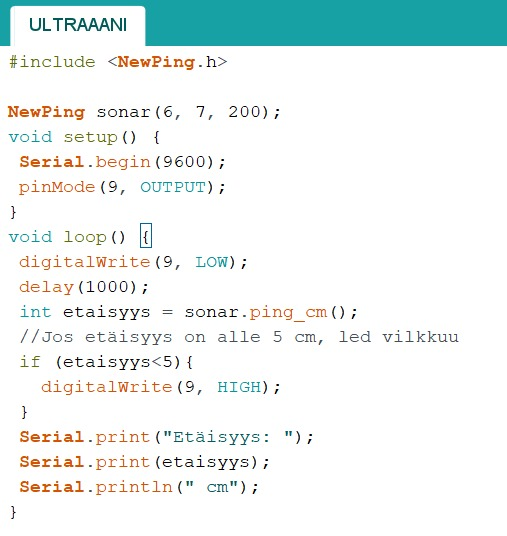 ULTRAAANI
#include <NewPing.h>

NewPing sonar(6, 7, 200);
void setup() {
 Serial.begin(9600);
 pinMode(9, OUTPUT);
}
void loop() {
 digitalWrite(9, LOW);
 delay(1000);
 int etaisyys = sonar.ping_cm();
 //Jos etäisyys on alle 5 cm, led vilkkuu
 if (etaisyys<5){
   digitalWrite(9, HIGH);
 }
 Serial.print("Etäisyys: ");
 Serial.print(etaisyys);
 Serial.println(" cm");
}